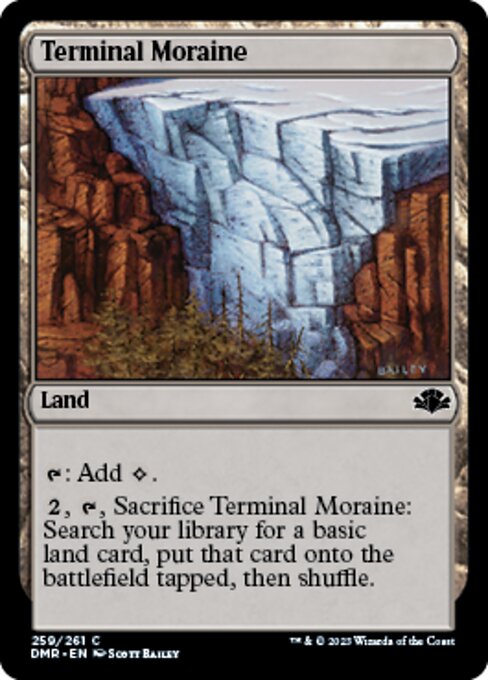 Terminal Moraine
BAILEY
Land
: Add .
2, , Sacrifice Terminal Moraine:
Search your library for a basic
land card, put that card onto the
battlefield tapped, then shuffle.
259/261 C
DMR • EN Scott Bailey
™ & © 2023 Wizards of the Coast